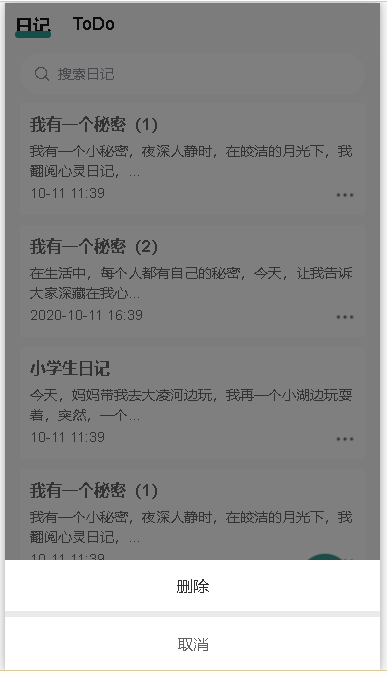 日记 ToDo
搜索日记
我有一个秘密（1）
我有一个小秘密，夜深人静时，在皎洁的月光下，我
翻阅心灵日记，...
10-11 11:39
我有一个秘密（2）
在生活中，每个人都有自己的秘密，今天，让我告诉
大家深藏在我心...
2020-10-11 16:39
小学生日记
今天，妈妈带我去大凌河边玩，我再一个小湖边玩耍
着，突然，一个...
10-11 11:39
我有一个秘密（1）
我有一个小秘密，夜深人静时，在皎洁的月光下，我
翻阅心灵日记，...
10-11 11:39
删除
取消